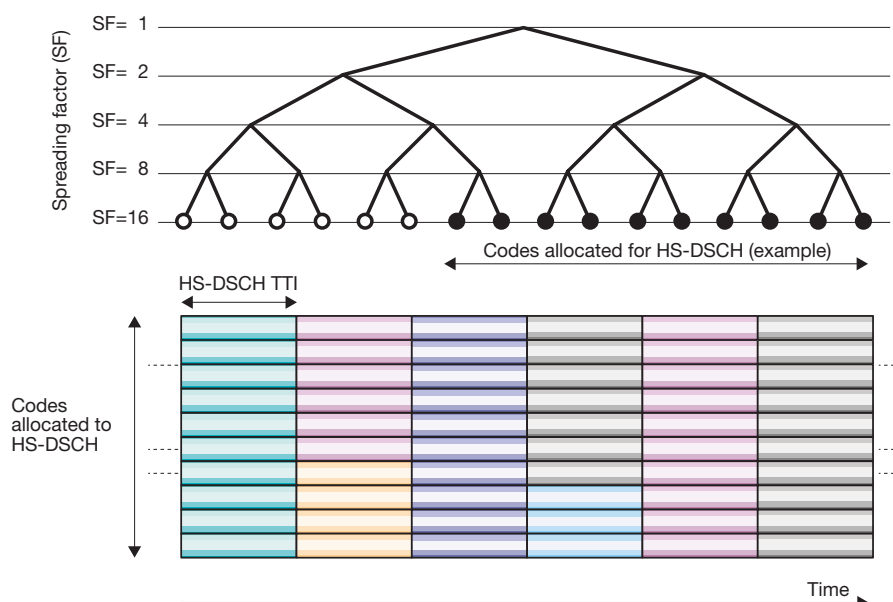 SF= 1
SF= 2
SF= 4
SF= 8
SF=16
Spreading factor (SF)
Codes allocated for HS-DSCH (example)
HS-DSCH TTI
Codes
allocated to
HS-DSCH
Time